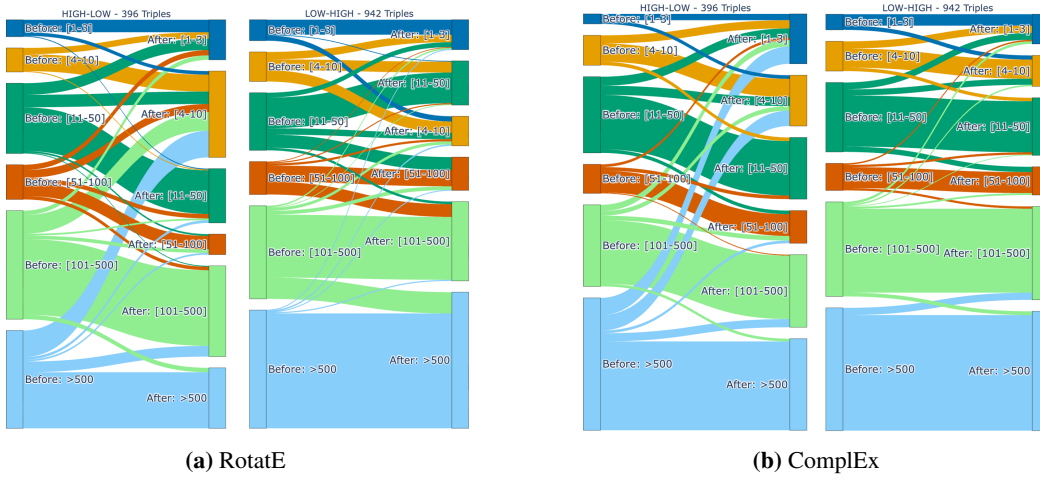 HIGH-LOW - 396 Triples
Before: [1-3]
Before: [4-10]
Before: [11-50]
Before: [51-100]
Before: [101-500]
Before: >500
After: [1-3]
After: [4-10]
After: [11-50]
After: [51-100]
After: [101-500]
After: >500
LOW-HIGH - 942 Triples
Before: [1-3]
Before: [4-10]
Before: [11-50]
Before: [51-100]
Before: [101-500]
Before: >500
After: [1-3]
After: [11-50]
After: [4-10]
After: [51-100]
After: [101-500]
After: >500
(a) RotatE
HIGH-LOW - 396 Triples
Before: [1-3]
Before: [4-10]
Before: [11-50]
Before: [51-100]
Before: [101-500]
Before: >500
After: [1-3]
After: [4-10]
After: [11-50]
After: [51-100]
After: [101-500]
After: >500
LOW-HIGH - 942 Triples
Before: [1-3]
Before: [4-10]
Before: [11-50]
Before: [51-100]
Before: [101-500]
Before: >500
After: [1-3]
After: [4-10]
After: [11-50]
After: [51-100]
After: [101-500]
After: >500
(b) ComplEx